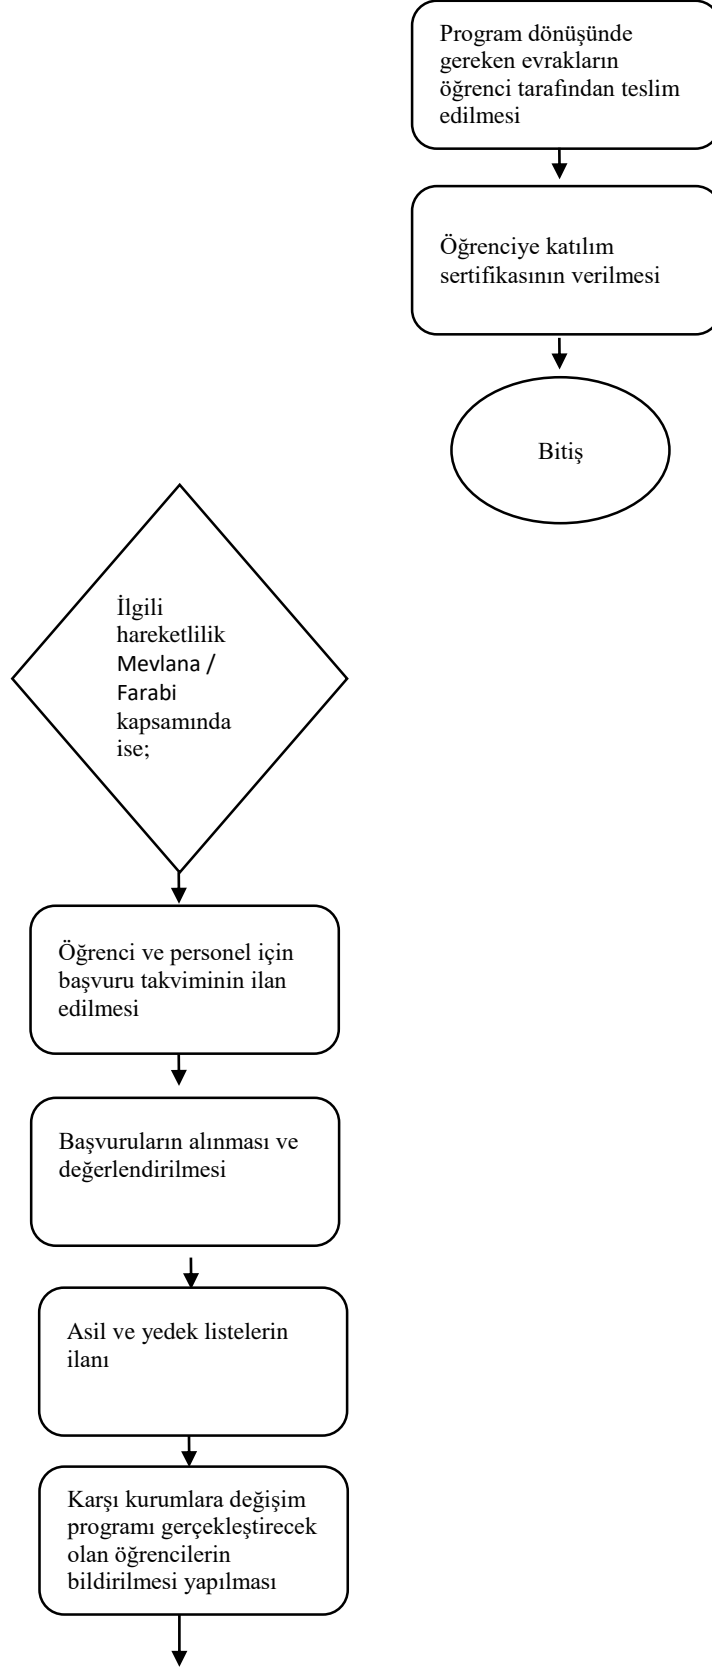 Program dönüşünde
gereken evrakların
öğrenci tarafından teslim
edilmesi
Öğrenciye katılım
sertifikasının verilmesi
Bitiş
İlgili
hareketlilik
Mevlana /
Farabi
kapsamında
ise;
Öğrenci ve personel için
başvuru takviminin ilan
edilmesi
Başvuruların alınması ve
değerlendirilmesi
Asil ve yedek listelerin
ilanı
Karşı kurumlara değişim
programı gerçekleştirecek
olan öğrencilerin
bildirilmesi yapılması